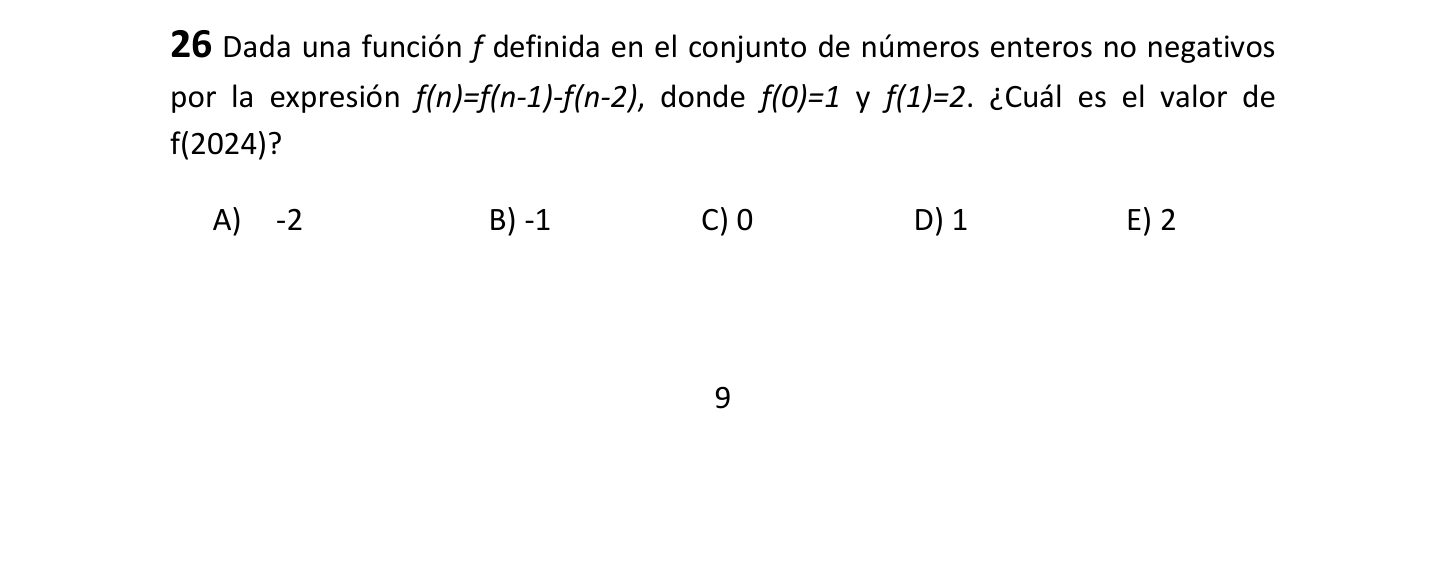 26 Dada una función f definida en el conjunto de números enteros no negativos
por la expresión f(n)=f(n-1)-f(n-2), donde f(0)=1 y f(1)=2. ¿Cuál es el valor de
f(2024)?
A) -2 B) -1 C) 0 D) 1 E) 2
9